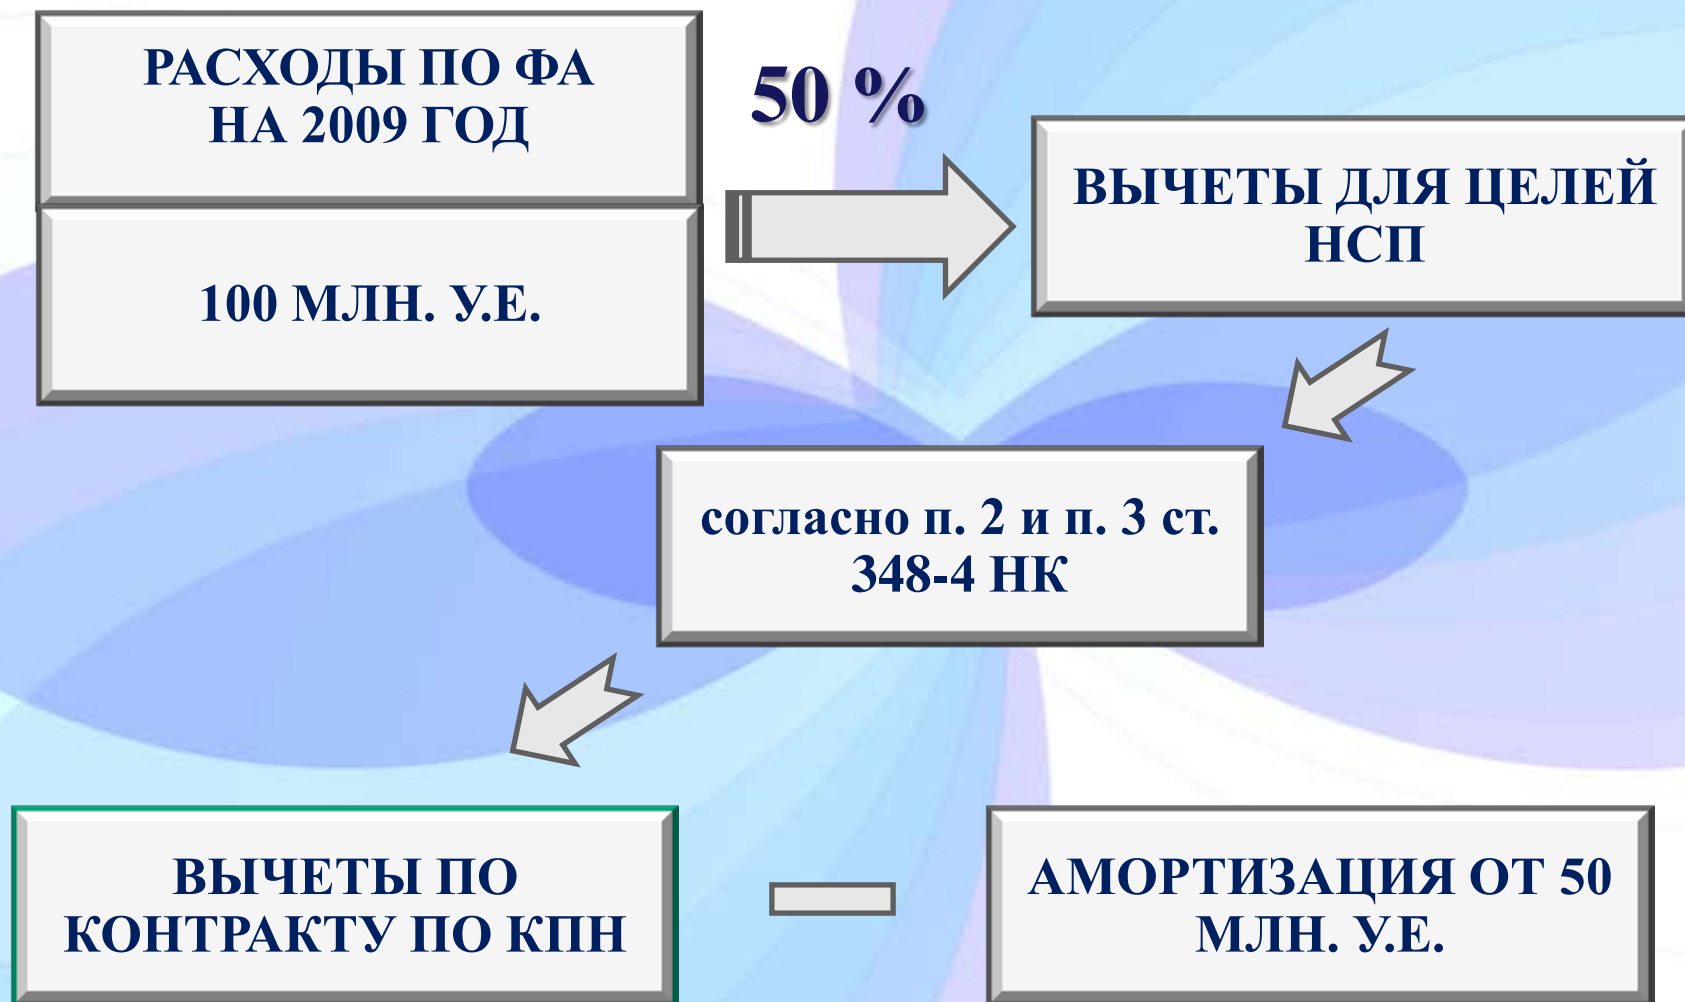 РАСХОДЫ ПО ФА
НА 2009 ГОД
100 МЛН. У.Е.
50 %
ВЫЧЕТЫ ДЛЯ ЦЕЛЕЙ
НСП
согласно п. 2 и п. 3 ст.
348-4 НК
ВЫЧЕТЫ ПО
КОНТРАКТУ ПО КПН
АМОРТИЗАЦИЯ ОТ 50
МЛН. У.Е.